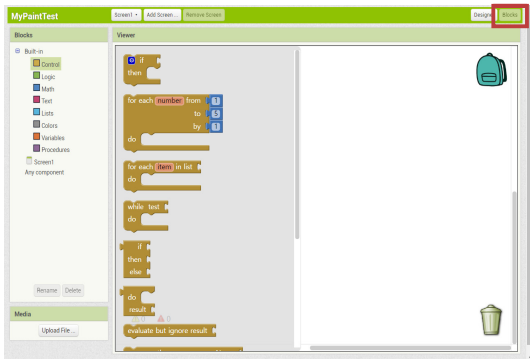 MyPaintTest
Screen1
Add Screen ...
Remove Screen
Designer
Blocks
Blocks
Viewer
Built-in
Control
Logic
Math
Text
Lists
Colors
Variables
Procedures
Screen1
Any component
Rename
Delete
Media
Upload File ...
if
then
for each number from 1
to 5
by 1
do
for each item in list
do
while test
do
if
then
else
do
result
0
0
evaluate but ignore result